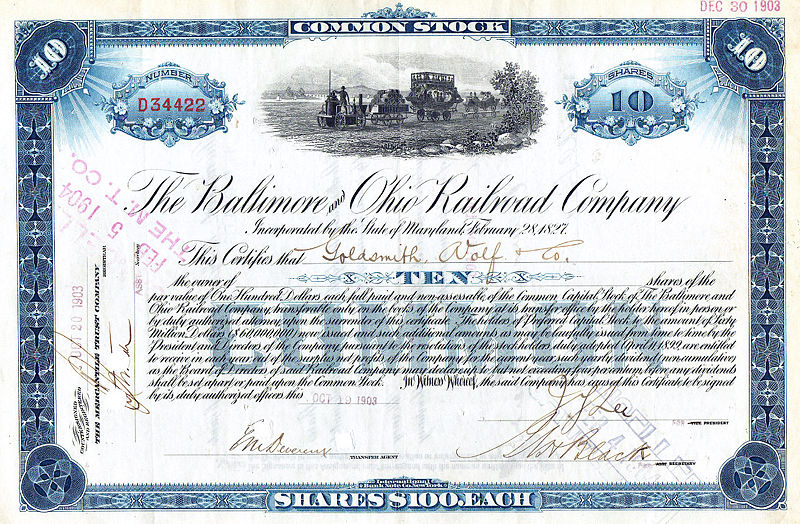 DEC 30 1903
COMMON STOCK
10
10
NUMBER
D34422
SHARES
10
The Baltimore and Ohio Railroad Company
Incorporated by the State of Maryland, February 28, 1827.
This Certifies that Goldsmith, Wolf & Co.
the owner of TEN shares of the
par value of One Hundred Dollars each full paid and non-assessable, of the Common Capital Stock of The Baltimore and
Ohio Railroad Company, transferable only on the books of the Company at its transfer office by the holder hereof in person or
by duly authorized attorney upon the surrender of this certificate. The holders of Preferred Capital Stock to the amount of Sixty
Million Dollars now issued and such additional amounts as may be hereafter issued from time to time by the
President and Directors of the Company, pursuant to the resolutions of the stockholders duly adopted April 11, 1899, are entitled
to receive in each year out of the surplus net profits of the Company for the current year such yearly dividend (non-cumulative)
as the Board of Directors of said Railroad Company may declare up to but not exceeding four per centum, before any dividends
shall be set apart or paid upon the Common Stock. In Witness Whereof, the said Company has caused this Certificate to be signed
by its duly authorized officers this OCT 19 1903
VICE PRESIDENT
TRANSFER AGENT
ASST SECRETARY
COUNTERSIGNED
AND REGISTERED
OCT 20 1903
THE MERCANTILE TRUST COMPANY
REGISTRAR
FEB 5 1904
THE M. T. CO.
International
Bank Note Co. New York
SHARES $100. EACH